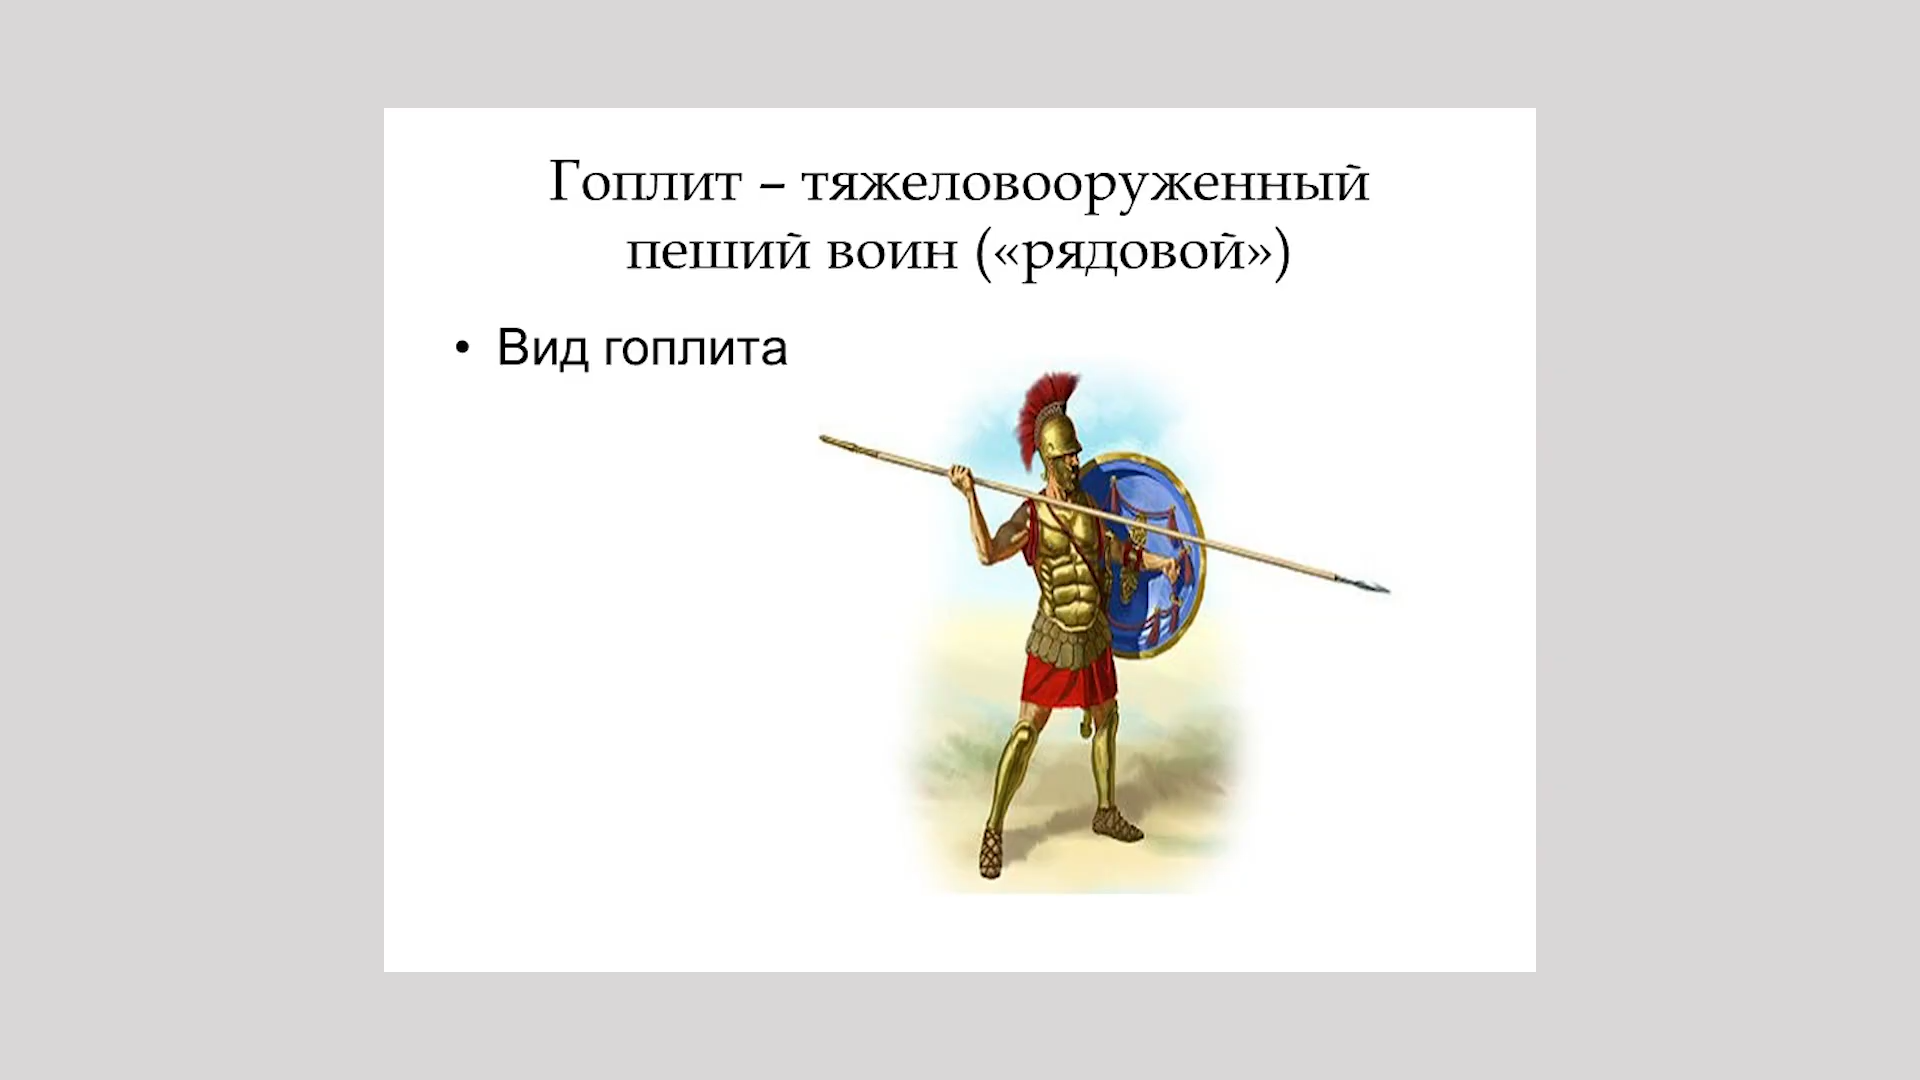 Гоплит – тяжеловооруженный
пеший воин («рядовой»)
• Вид гоплита